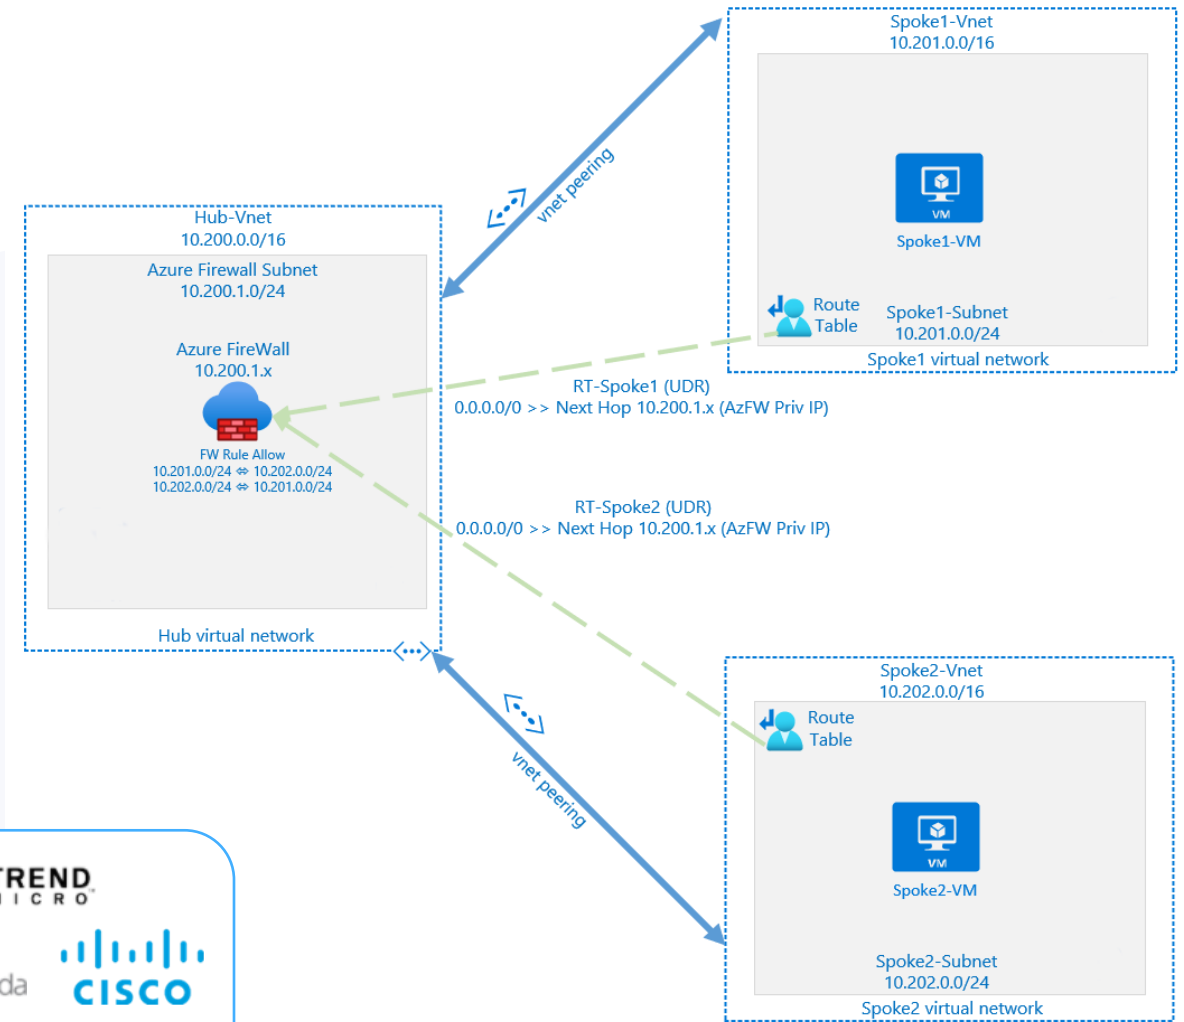 Spoke1-Vnet
10.201.0.0/16
VM
Spoke1-VM
Route
Table
Spoke1-Subnet
10.201.0.0/24
Spoke1 virtual network
vnet peering
Hub-Vnet
10.200.0.0/16
Azure Firewall Subnet
10.200.1.0/24
Azure FireWall
10.200.1.x
FW Rule Allow
10.201.0.0/24 ⇔ 10.202.0.0/24
10.202.0.0/24 ⇔ 10.201.0.0/24
Hub virtual network
RT-Spoke1 (UDR)
0.0.0.0/0 >> Next Hop 10.200.1.x (AzFW Priv IP)
RT-Spoke2 (UDR)
0.0.0.0/0 >> Next Hop 10.200.1.x (AzFW Priv IP)
vnet peering
Spoke2-Vnet
10.202.0.0/16
Route
Table
VM
Spoke2-VM
Spoke2-Subnet
10.202.0.0/24
Spoke2 virtual network
TREND
MICRO™
CISCO